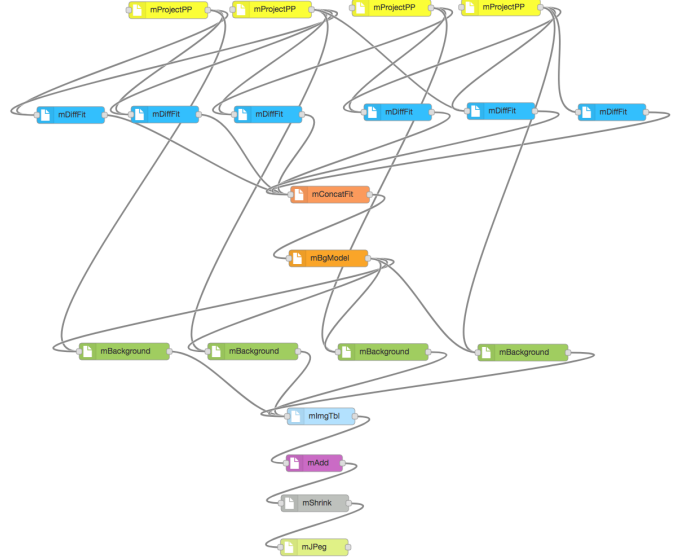 mProjectPP
mProjectPP
mProjectPP
mProjectPP
mDiffFit
mDiffFit
mDiffFit
mDiffFit
mDiffFit
mDiffFit
mConcatFit
mBgModel
mBackground
mBackground
mBackground
mBackground
mImgTbl
mAdd
mShrink
mJPeg